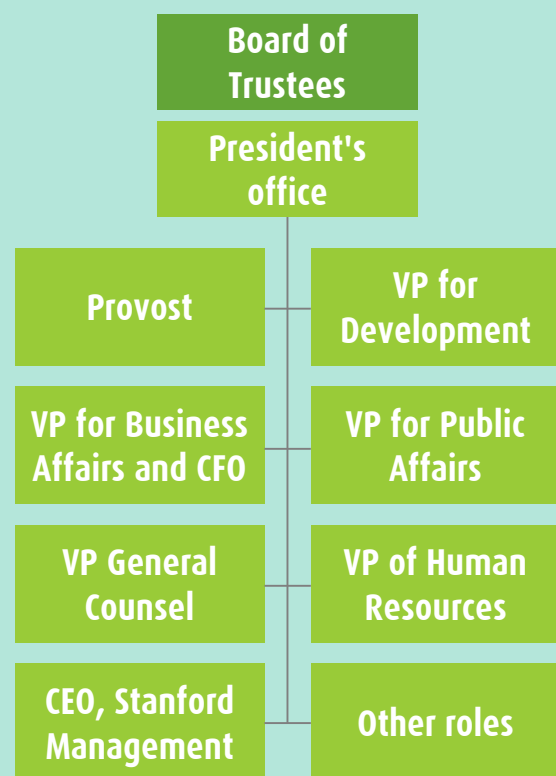 Board of
Trustees
President's
office
Provost
VP for
Development
VP for Business
Affairs and CFO
VP for Public
Affairs
VP General
Counsel
VP of Human
Resources
CEO, Stanford
Management
Other roles